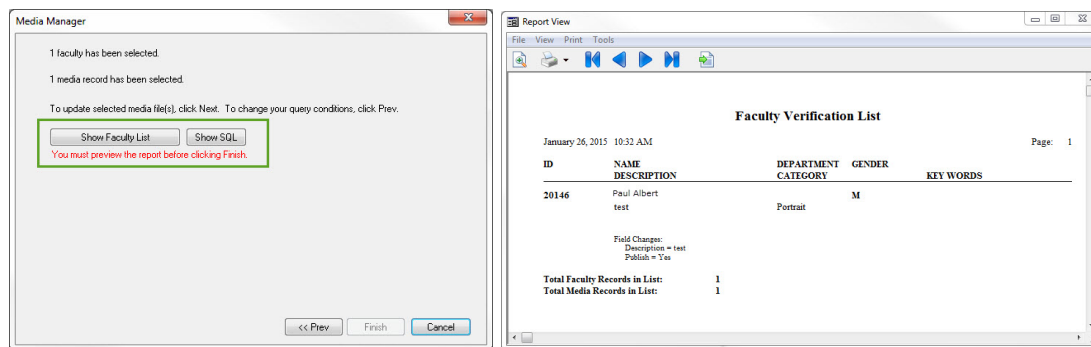 Media Manager
1 faculty has been selected.
1 media record has been selected.
To update selected media file(s), click Next. To change your query conditions, click Prev.
Show Faculty List Show SQL
You must preview the report before clicking Finish.
<< Prev Finish Cancel
Report View
File View Print Tools
Faculty Verification List
January 26, 2015 10:32 AM Page: 1
ID NAME DEPARTMENT GENDER
DESCRIPTION CATEGORY KEY WORDS
20146 Paul Albert M
test Portrait
Field Changes:
Description = test
Publish = Yes
Total Faculty Records in List: 1
Total Media Records in List: 1